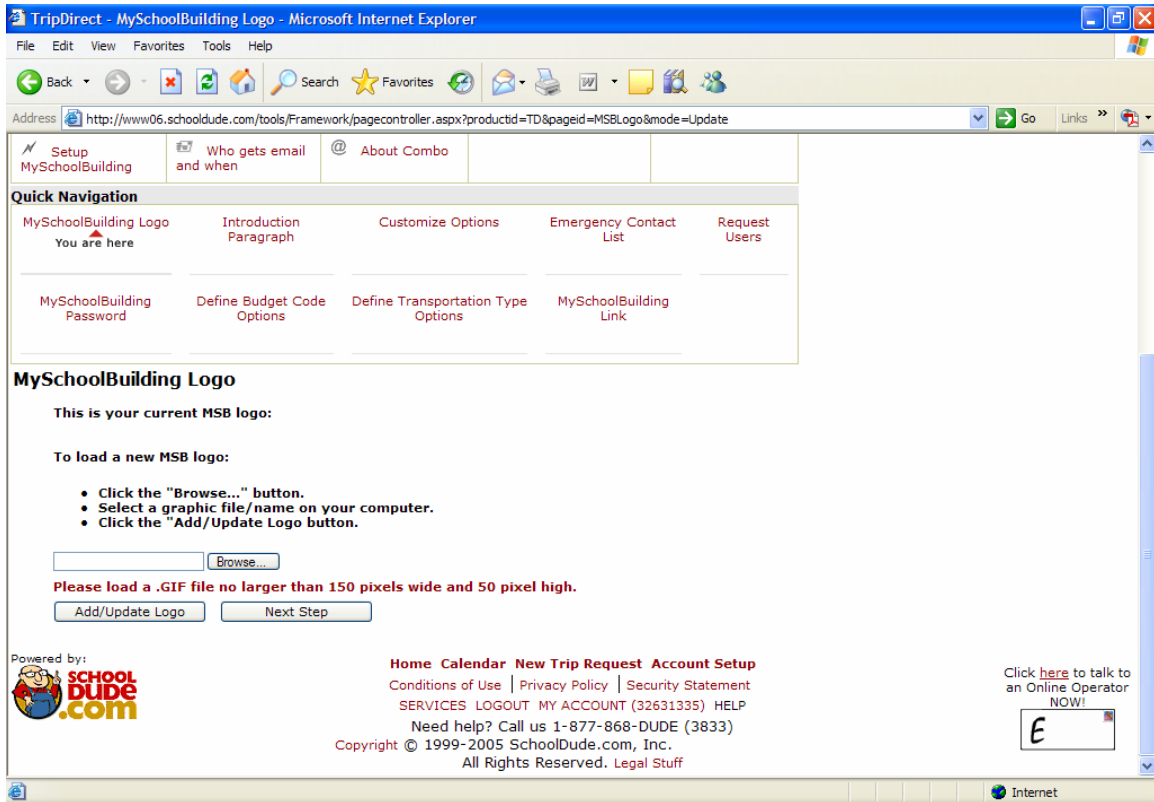 TripDirect - MySchoolBuilding Logo - Microsoft Internet Explorer
File Edit View Favorites Tools Help
Back Search Favorites
Address http://www06.schooldude.com/tools/Framework/pagecontroller.aspx?productid=TD&pageid=MSBLogo&mode=Update Go Links »
Setup MySchoolBuilding
Who gets email and when
@ About Combo
Quick Navigation
MySchoolBuilding Logo
You are here
Introduction Paragraph
Customize Options
Emergency Contact List
Request Users
MySchoolBuilding Password
Define Budget Code Options
Define Transportation Type Options
MySchoolBuilding Link
MySchoolBuilding Logo
This is your current MSB logo:
To load a new MSB logo:
• Click the "Browse..." button.
• Select a graphic file/name on your computer.
• Click the "Add/Update Logo button.
Browse...
Please load a .GIF file no larger than 150 pixels wide and 50 pixel high.
Add/Update Logo Next Step
Powered by:
SCHOOL
DUDE
.com
Home Calendar New Trip Request Account Setup
Conditions of Use | Privacy Policy | Security Statement
SERVICES LOGOUT MY ACCOUNT (32631335) HELP
Need help? Call us 1-877-868-DUDE (3833)
Copyright © 1999-2005 SchoolDude.com, Inc.
All Rights Reserved. Legal Stuff
Click here to talk to
an Online Operator
NOW!
E
Internet